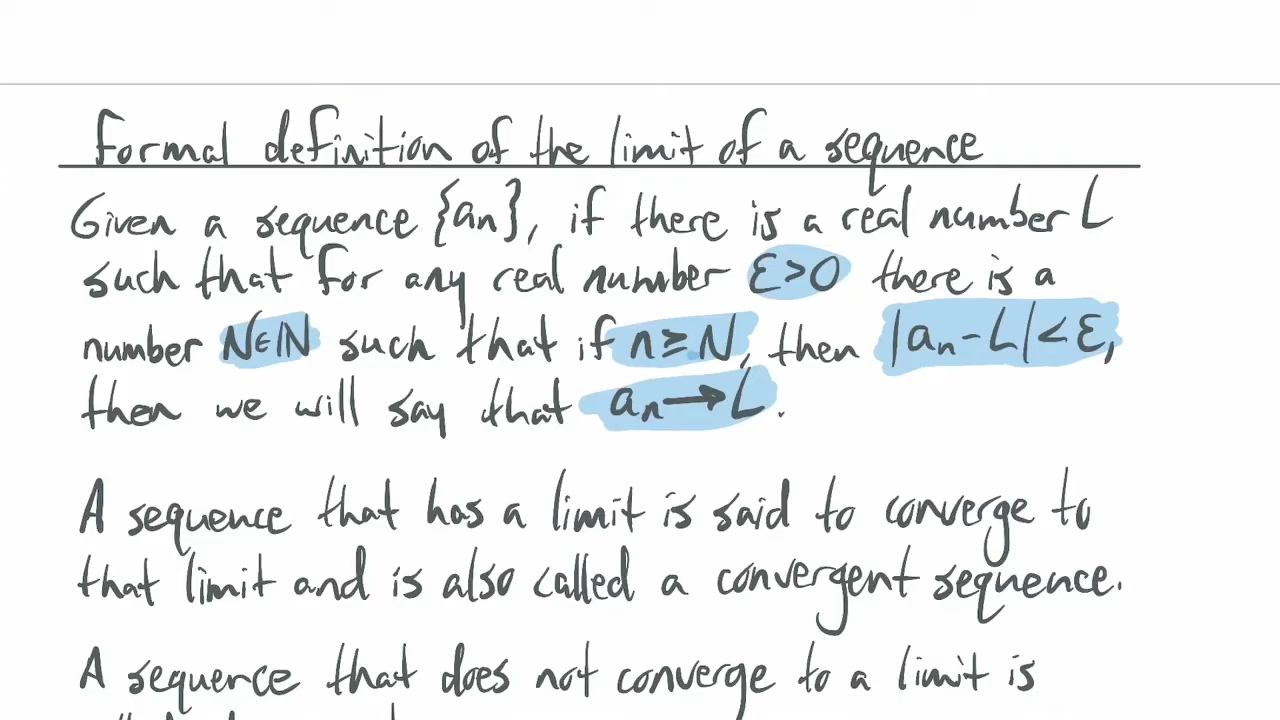 Formal definition of the limit of a sequence
Given a sequence {aₙ}, if there is a real number L
such that for any real number ε>0 there is a
number N∈ℕ such that if n≥N, then |aₙ-L|<ε,
then we will say that aₙ→L.
A sequence that has a limit is said to converge to
that limit and is also called a convergent sequence.
A sequence that does not converge to a limit is